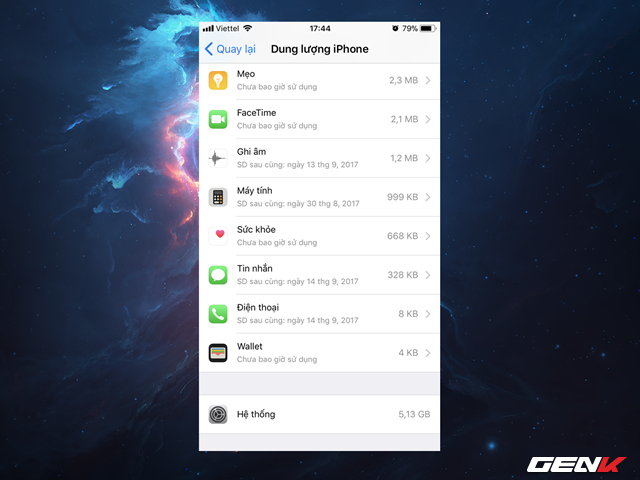 Viettel
17:44
79%
Quay lại
Dung lượng iPhone
Mẹo
Chưa bao giờ sử dụng
2,3 MB
FaceTime
Chưa bao giờ sử dụng
2,1 MB
Ghi âm
SD sau cùng: ngày 13 thg 9, 2017
1,2 MB
Máy tính
SD sau cùng: ngày 30 thg 8, 2017
999 KB
Sức khỏe
Chưa bao giờ sử dụng
668 KB
Tin nhắn
SD sau cùng: ngày 14 thg 9, 2017
328 KB
Điện thoại
SD sau cùng: ngày 14 thg 9, 2017
8 KB
Wallet
Chưa bao giờ sử dụng
4 KB
Hệ thống
5,13 GB
GENK